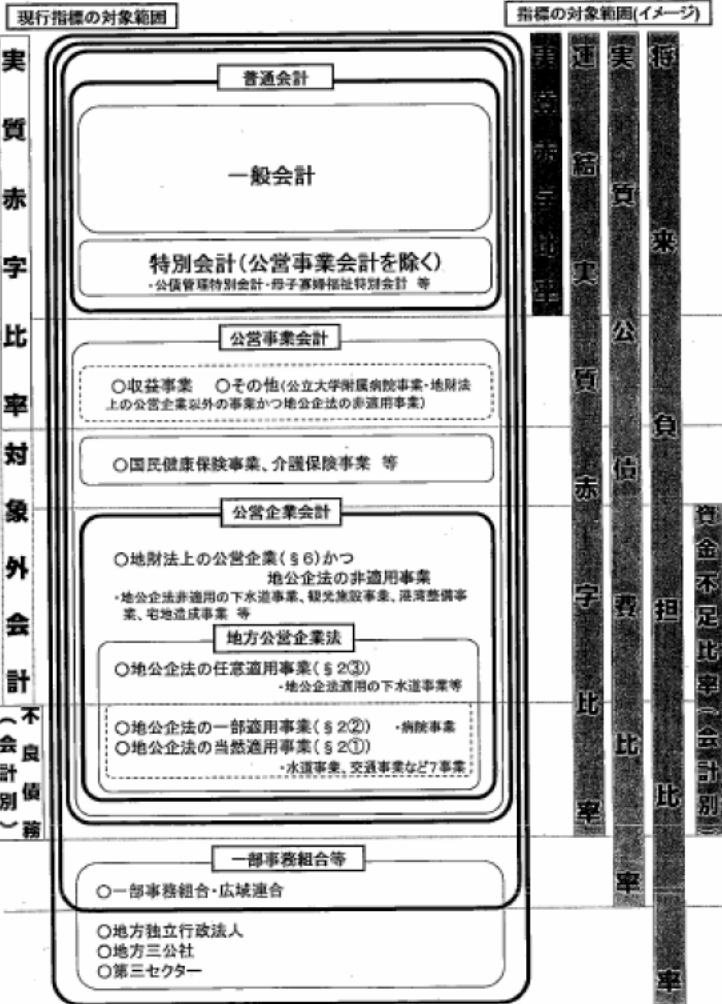 現行指標の対象範囲
指標の対象範囲(イメージ)
実質赤字比率
対象外会計
不良債務
(会計別)
普通会計
一般会計
特別会計(公営事業会計を除く)
・公債管理特別会計・母子寡婦福祉特別会計 等
公営事業会計
○収益事業 ○その他(公立大学附属病院事業・地財法
上の公営企業以外の事業かつ地公企法の非適用事業)
○国民健康保険事業、介護保険事業 等
公営企業会計
○地財法上の公営企業(§6)かつ
地公企法の非適用事業
・地公企法非適用の下水道事業、観光施設事業、港湾整備事
業、宅地造成事業 等
地方公営企業法
○地公企法の任意適用事業(§2③)
・地公企法適用の下水道事業等
○地公企法の一部適用事業(§2②) ・病院事業
○地公企法の当然適用事業(§2①)
・水道事業、交通事業など7事業
一部事務組合等
○一部事務組合・広域連合
○地方独立行政法人
○地方三公社
○第三セクター
実質赤字比率
連結実質赤字比率
実質公債費比率
将来負担比率
資金不足比率(会計別)